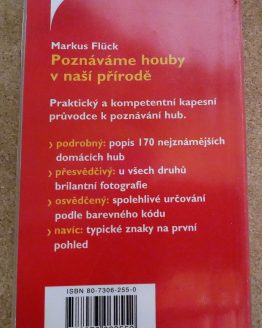 Markus Flück
Poznáváme houby
v naší přírodě
Praktický a kompetentní kapesní
průvodce k poznávání hub.
podrobný: popis 170 nejznámějších
domácích hub
přesvědčivý: u všech druhů
brilantní fotografie
osvědčený: spolehlivé určování
podle barevného kódu
navíc: typické znaky na první
pohled
ISBN 80-7306-255-0